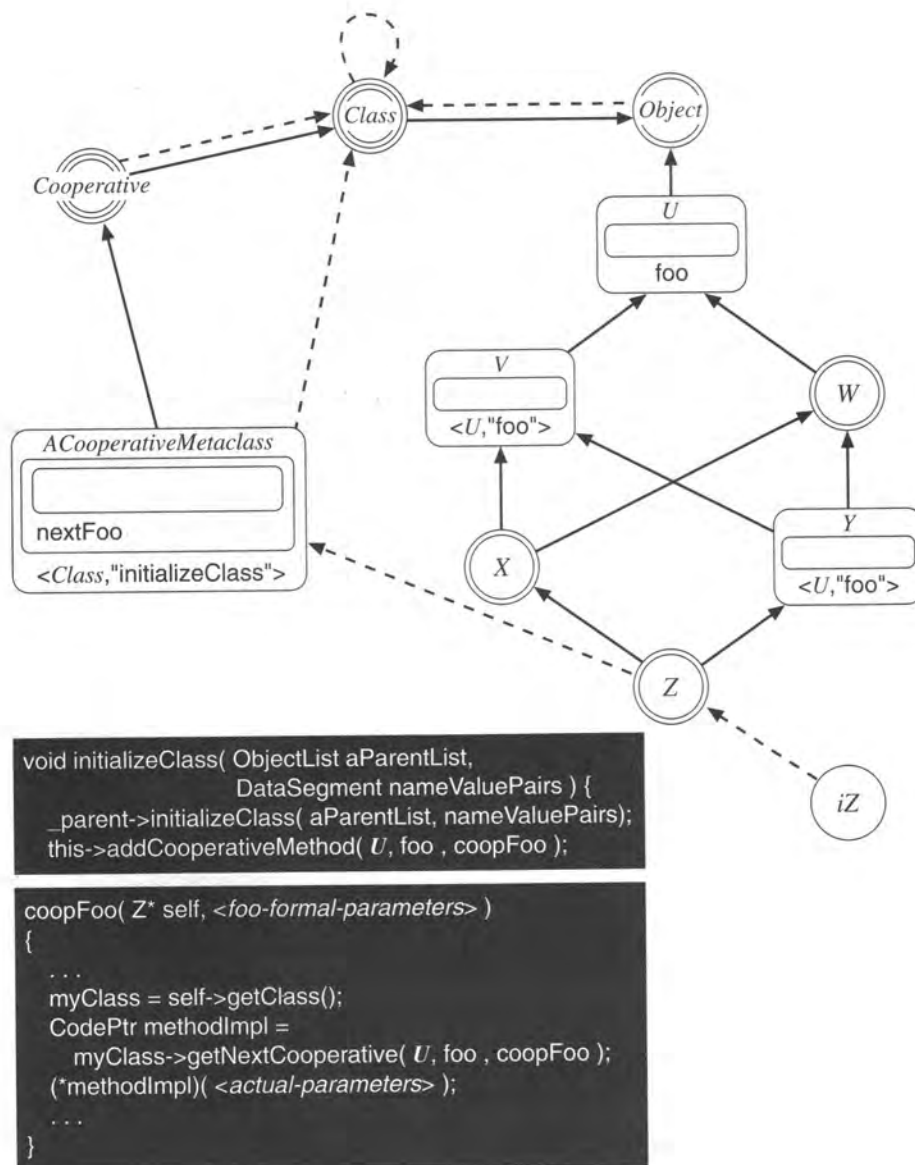 Class
Object
Cooperative
U
foo
V
<U,"foo">
W
ACooperativeMetaclass
nextFoo
<Class,"initializeClass">
X
Y
<U,"foo">
Z
iZ
void initializeClass( ObjectList aParentList,
DataSegment nameValuePairs ) {
_parent->initializeClass( aParentList, nameValuePairs);
this->addCooperativeMethod( U, foo , coopFoo );
coopFoo( Z* self, <foo-formal-parameters> )
{
. . .
myClass = self->getClass();
CodePtr methodImpl =
myClass->getNextCooperative( U, foo , coopFoo );
(*methodImpl)( <actual-parameters> );
. . .
}